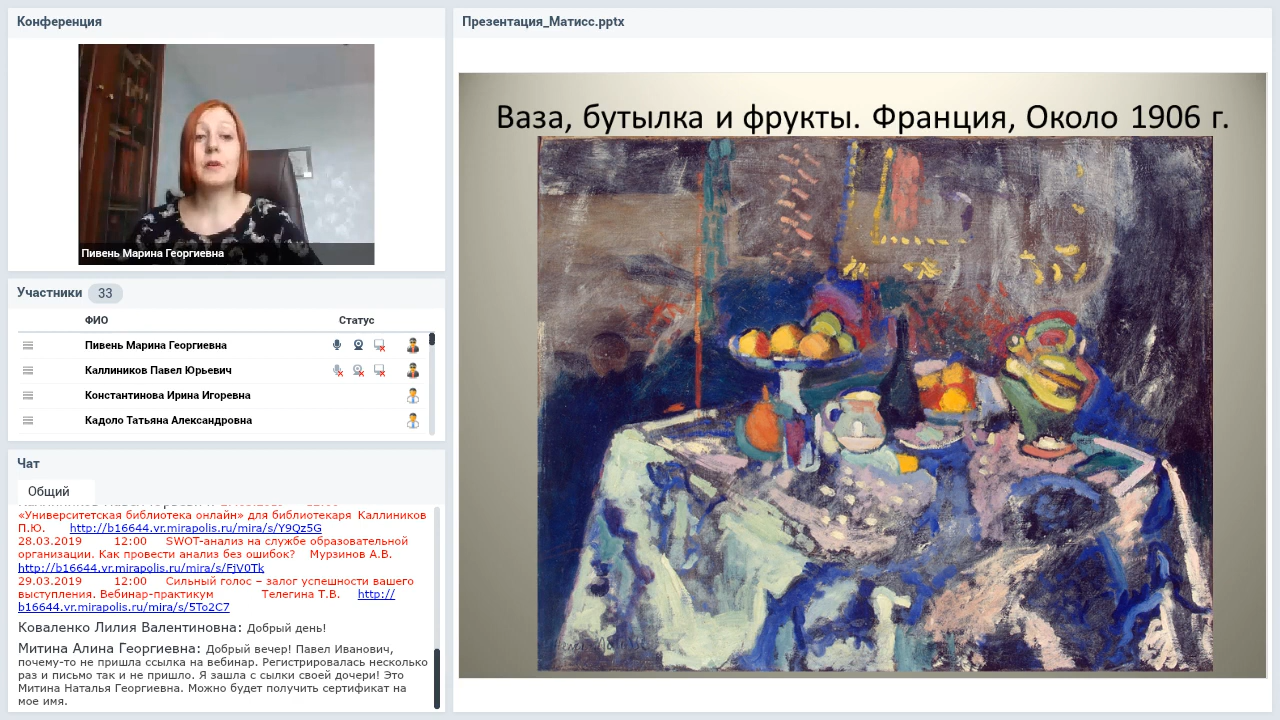 Конференция
Пивень Марина Георгиевна
Участники 33
ФИО Статус
Пивень Марина Георгиевна
Каллиников Павел Юрьевич
Константинова Ирина Игоревна
Кадоло Татьяна Александровна
Чат
Общий
«Университетская библиотека онлайн» для библиотекаря Каллиников
П.Ю. http://b16644.vr.mirapolis.ru/mira/s/Y9Qz5G
28.03.2019 12:00 SWOT-анализ на службе образовательной
организации. Как провести анализ без ошибок? Мурзинов А.В.
http://b16644.vr.mirapolis.ru/mira/s/FjV0Tk
29.03.2019 12:00 Сильный голос – залог успешности вашего
выступления. Вебинар-практикум Телегина Т.В. http://
b16644.vr.mirapolis.ru/mira/s/5To2C7
Коваленко Лилия Валентиновна: Добрый день!
Митина Алина Георгиевна: Добрый вечер! Павел Иванович,
почему-то не пришла ссылка на вебинар. Регистрировалась несколько
раз и письмо так и не пришло. Я зашла с сылки своей дочери! Это
Митина Наталья Георгиевна. Можно будет получить сертификат на
мое имя.
Презентация_Матисс.pptx
Ваза, бутылка и фрукты. Франция, Около 1906 г.